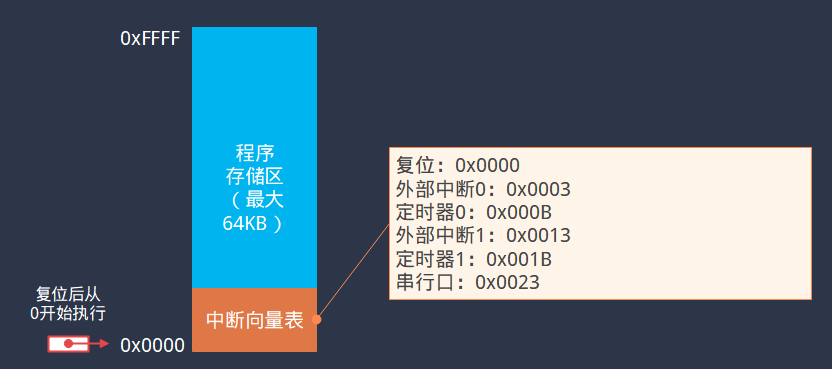 0xFFFF
程序
存储区
（最大
64KB）
复位：0x0000
外部中断0：0x0003
定时器0：0x000B
外部中断1：0x0013
定时器1：0x001B
串行口：0x0023
复位后从
0开始执行
中断向量表
0x0000